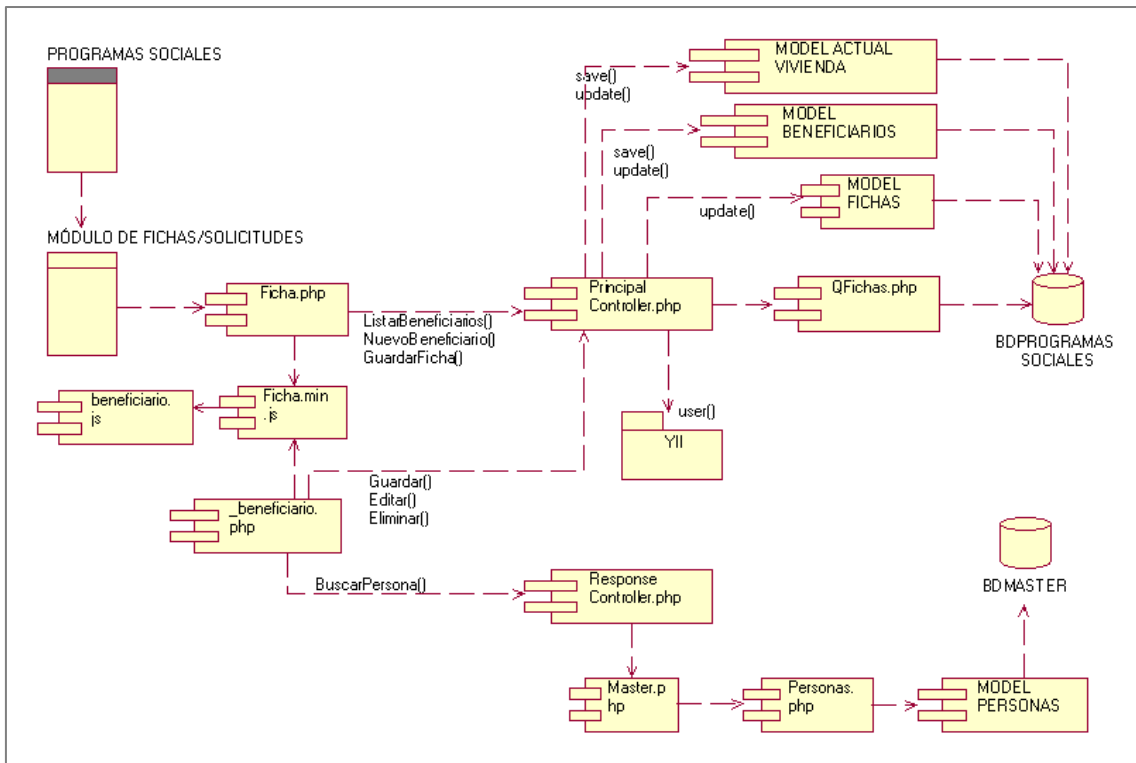 PROGRAMAS SOCIALES
MODEL ACTUAL
VIVIENDA
save()
update()
MODEL
BENEFICIARIOS
save()
update()
MODEL
FICHAS
update()
MÓDULO DE FICHAS/SOLICITUDES
Ficha.php
ListarBeneficiarios()
NuevoBeneficiario()
GuardarFicha()
Principal
Controller.php
QFichas.php
BDPROGRAMAS
SOCIALES
beneficiario.
js
Ficha.min
.js
user()
YII
Guardar()
Editar()
Eliminar()
_beneficiario.
php
BuscarPersona()
Response
Controller.php
BDMASTER
Master.p
hp
Personas.
php
MODEL
PERSONAS